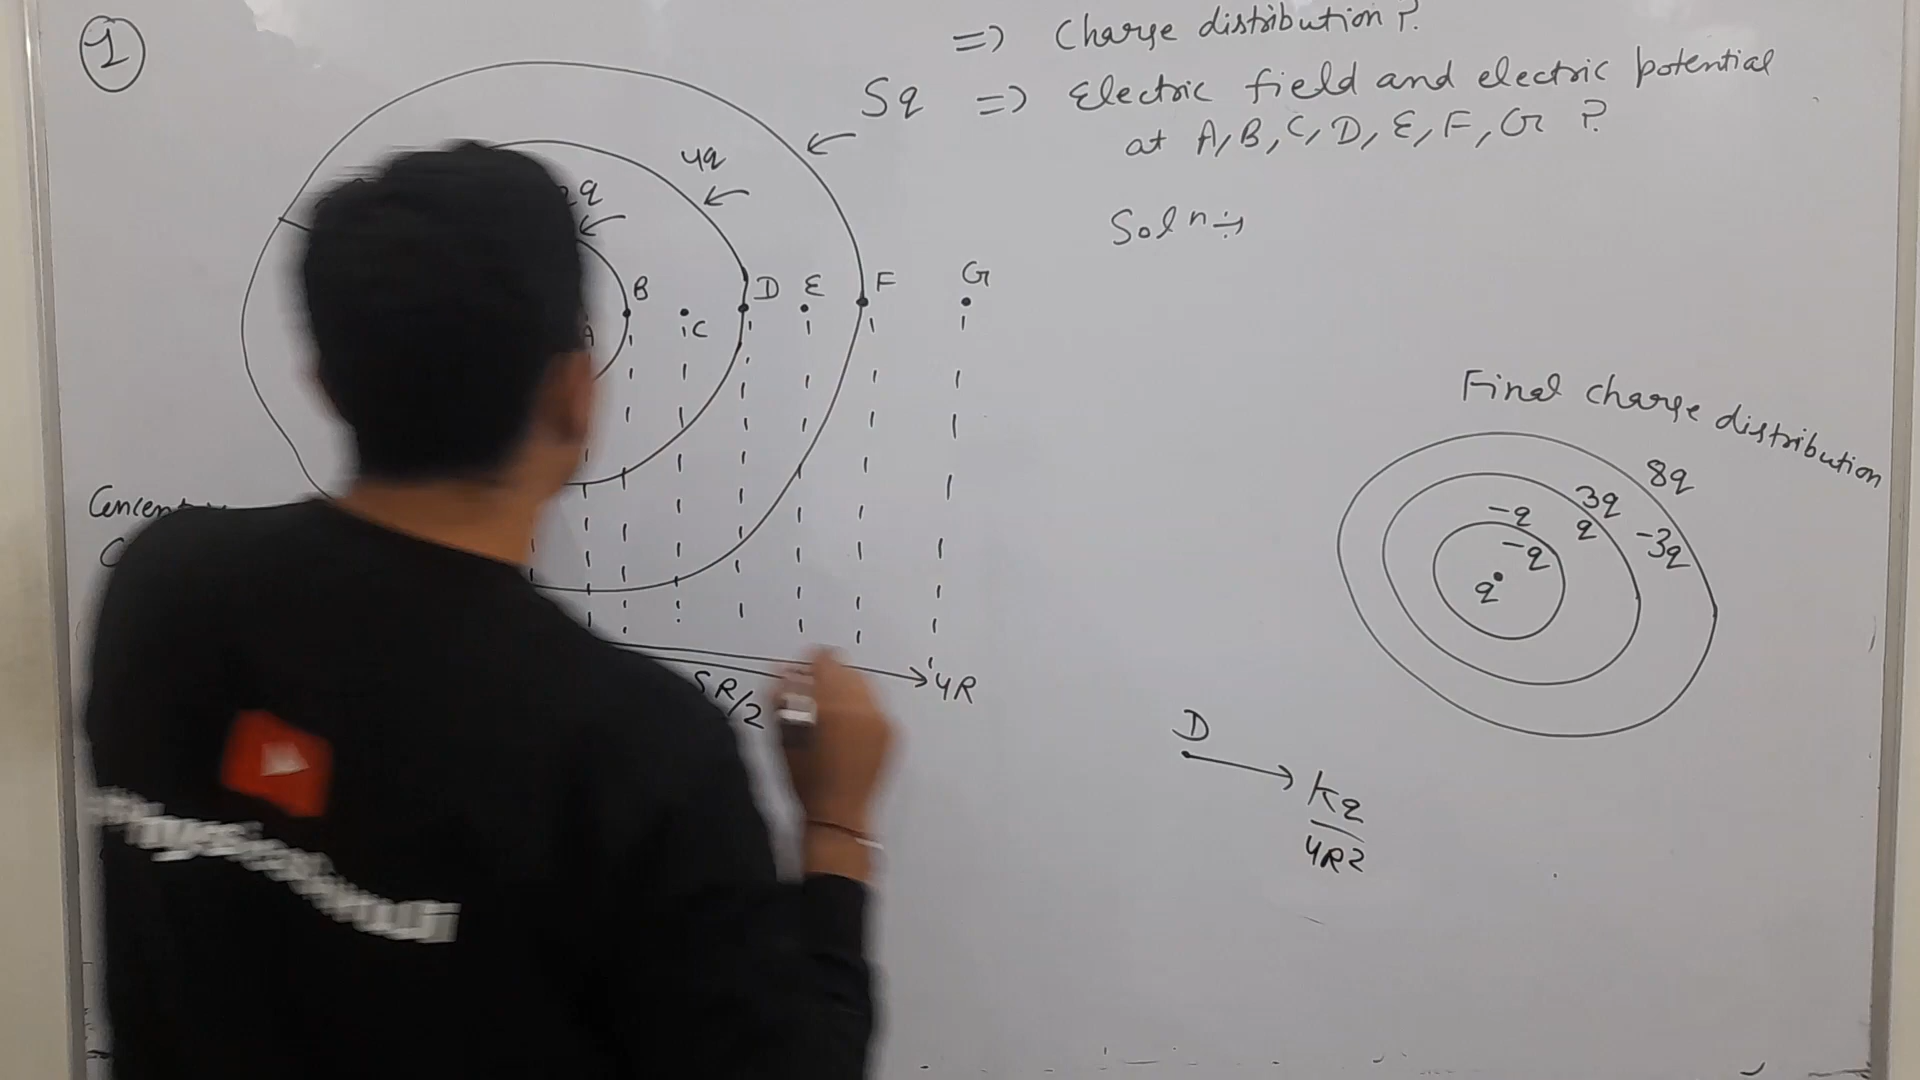 1
=> Charge distribution ?
=> Electric field and electric potential
at A, B, C, D, E, F, G ?
5q
4q
2q
Soln ÷→
A
B
C
D
E
F
G
5R/2
4R
Final charge distribution
8q
3q
-q
q
-3q
-q
q
D
kq
4R2